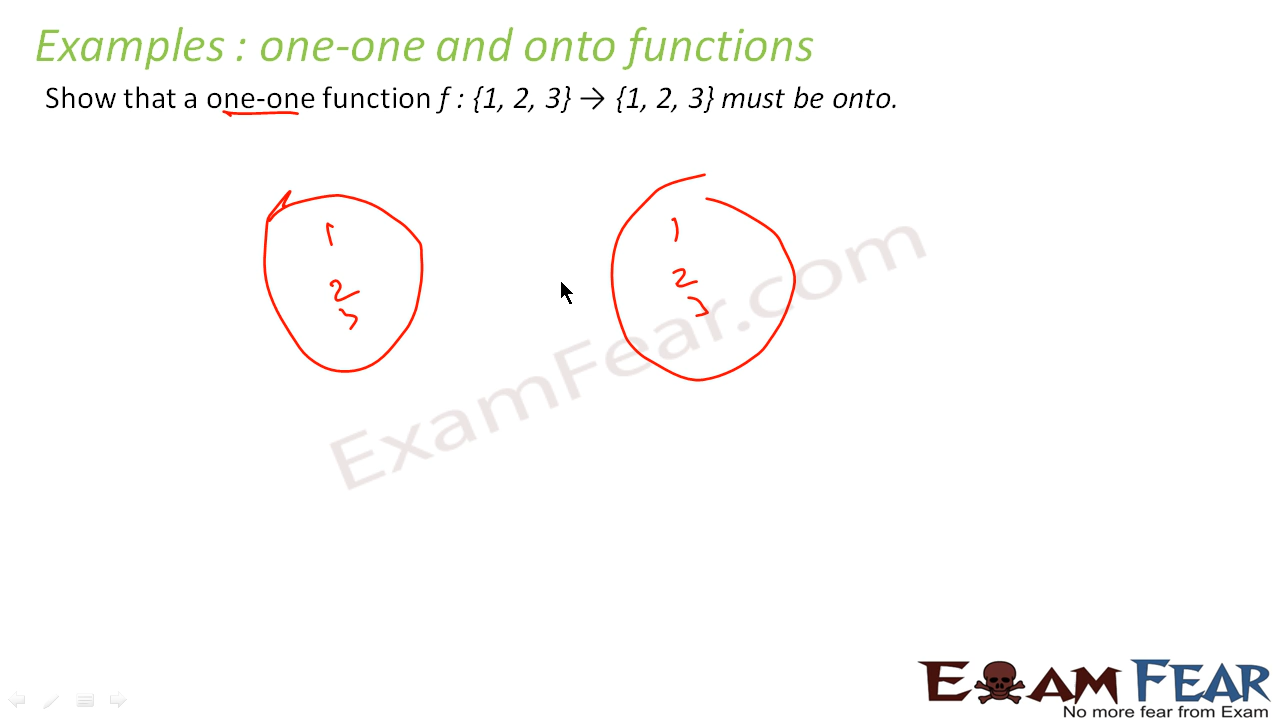 Examples : one-one and onto functions
Show that a one-one function f : {1, 2, 3} → {1, 2, 3} must be onto.
1
2
3
1
2
3
ExamFear.com
EXAM FEAR
No more fear from Exam